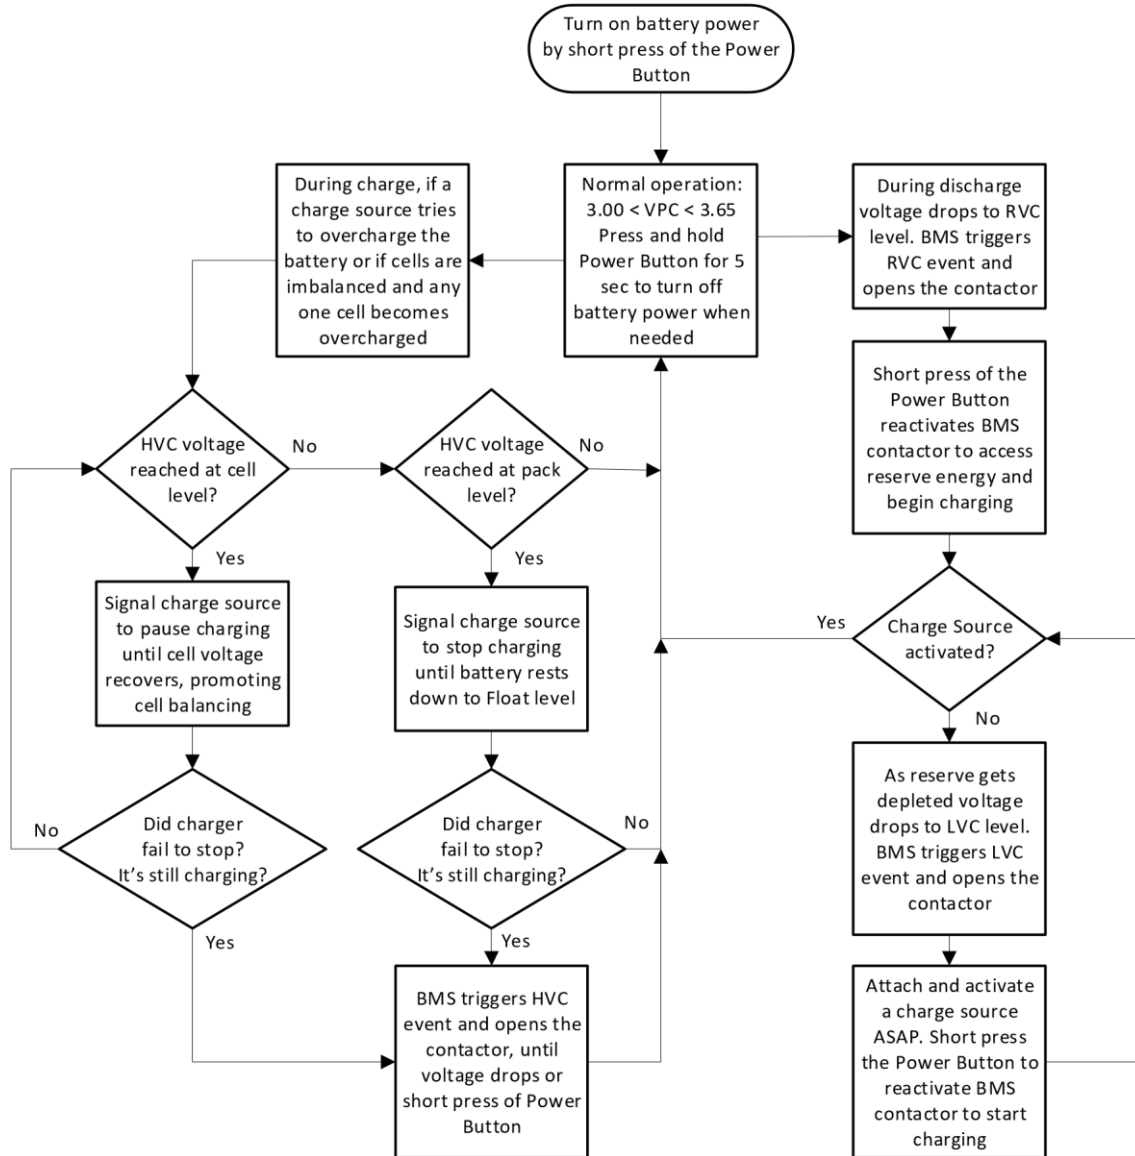 Turn on battery power
by short press of the Power
Button
During charge, if a
charge source tries
to overcharge the
battery or if cells are
imbalanced and any
one cell becomes
overcharged
Normal operation:
3.00 < VPC < 3.65
Press and hold
Power Button for 5
sec to turn off
battery power when
needed
During discharge
voltage drops to RVC
level. BMS triggers
RVC event and
opens the contactor
Short press of the
Power Button
reactivates BMS
contactor to access
reserve energy and
begin charging
HVC voltage
reached at cell
level?
No
HVC voltage
reached at pack
level?
No
Yes
Yes
Signal charge source
to pause charging
until cell voltage
recovers, promoting
cell balancing
Signal charge source
to stop charging
until battery rests
down to Float level
Yes
Charge Source
activated?
No
As reserve gets
depleted voltage
drops to LVC level.
BMS triggers LVC
event and opens the
contactor
No
Did charger
fail to stop?
It's still charging?
Did charger
fail to stop?
It's still charging?
No
Yes
Yes
BMS triggers HVC
event and opens the
contactor, until
voltage drops or
short press of Power
Button
Attach and activate
a charge source
ASAP. Short press
the Power Button to
reactivate BMS
contactor to start
charging